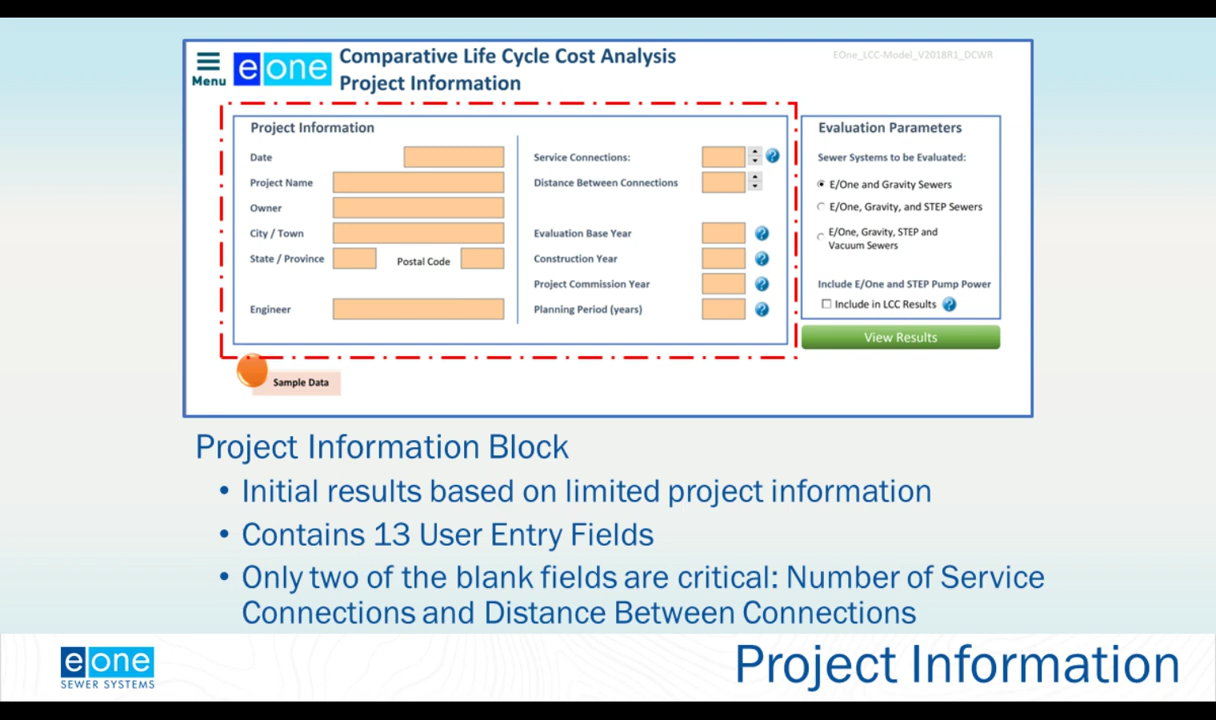 Menu
e one
Comparative Life Cycle Cost Analysis
Project Information
EOne_LCC-Model_V2018R1_DCWR
Project Information
Date
Project Name
Owner
City / Town
State / Province
Postal Code
Engineer
Service Connections:
Distance Between Connections
Evaluation Base Year
Construction Year
Project Commission Year
Planning Period (years)
Evaluation Parameters
Sewer Systems to be Evaluated:
E/One and Gravity Sewers
E/One, Gravity, and STEP Sewers
E/One, Gravity, STEP and
Vacuum Sewers
Include E/One and STEP Pump Power
Include in LCC Results
View Results
Sample Data
Project Information Block
• Initial results based on limited project information
• Contains 13 User Entry Fields
• Only two of the blank fields are critical: Number of Service
Connections and Distance Between Connections
e one
SEWER SYSTEMS
Project Information